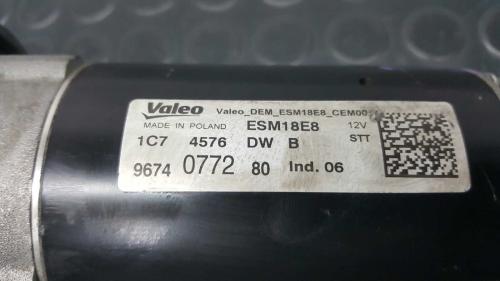 Valeo Valeo_DEM_ESM18E8_CEM00
MADE IN POLAND ESM18E8 12V
1C7 4576 DW B STT
9674 0772 80 Ind. 06